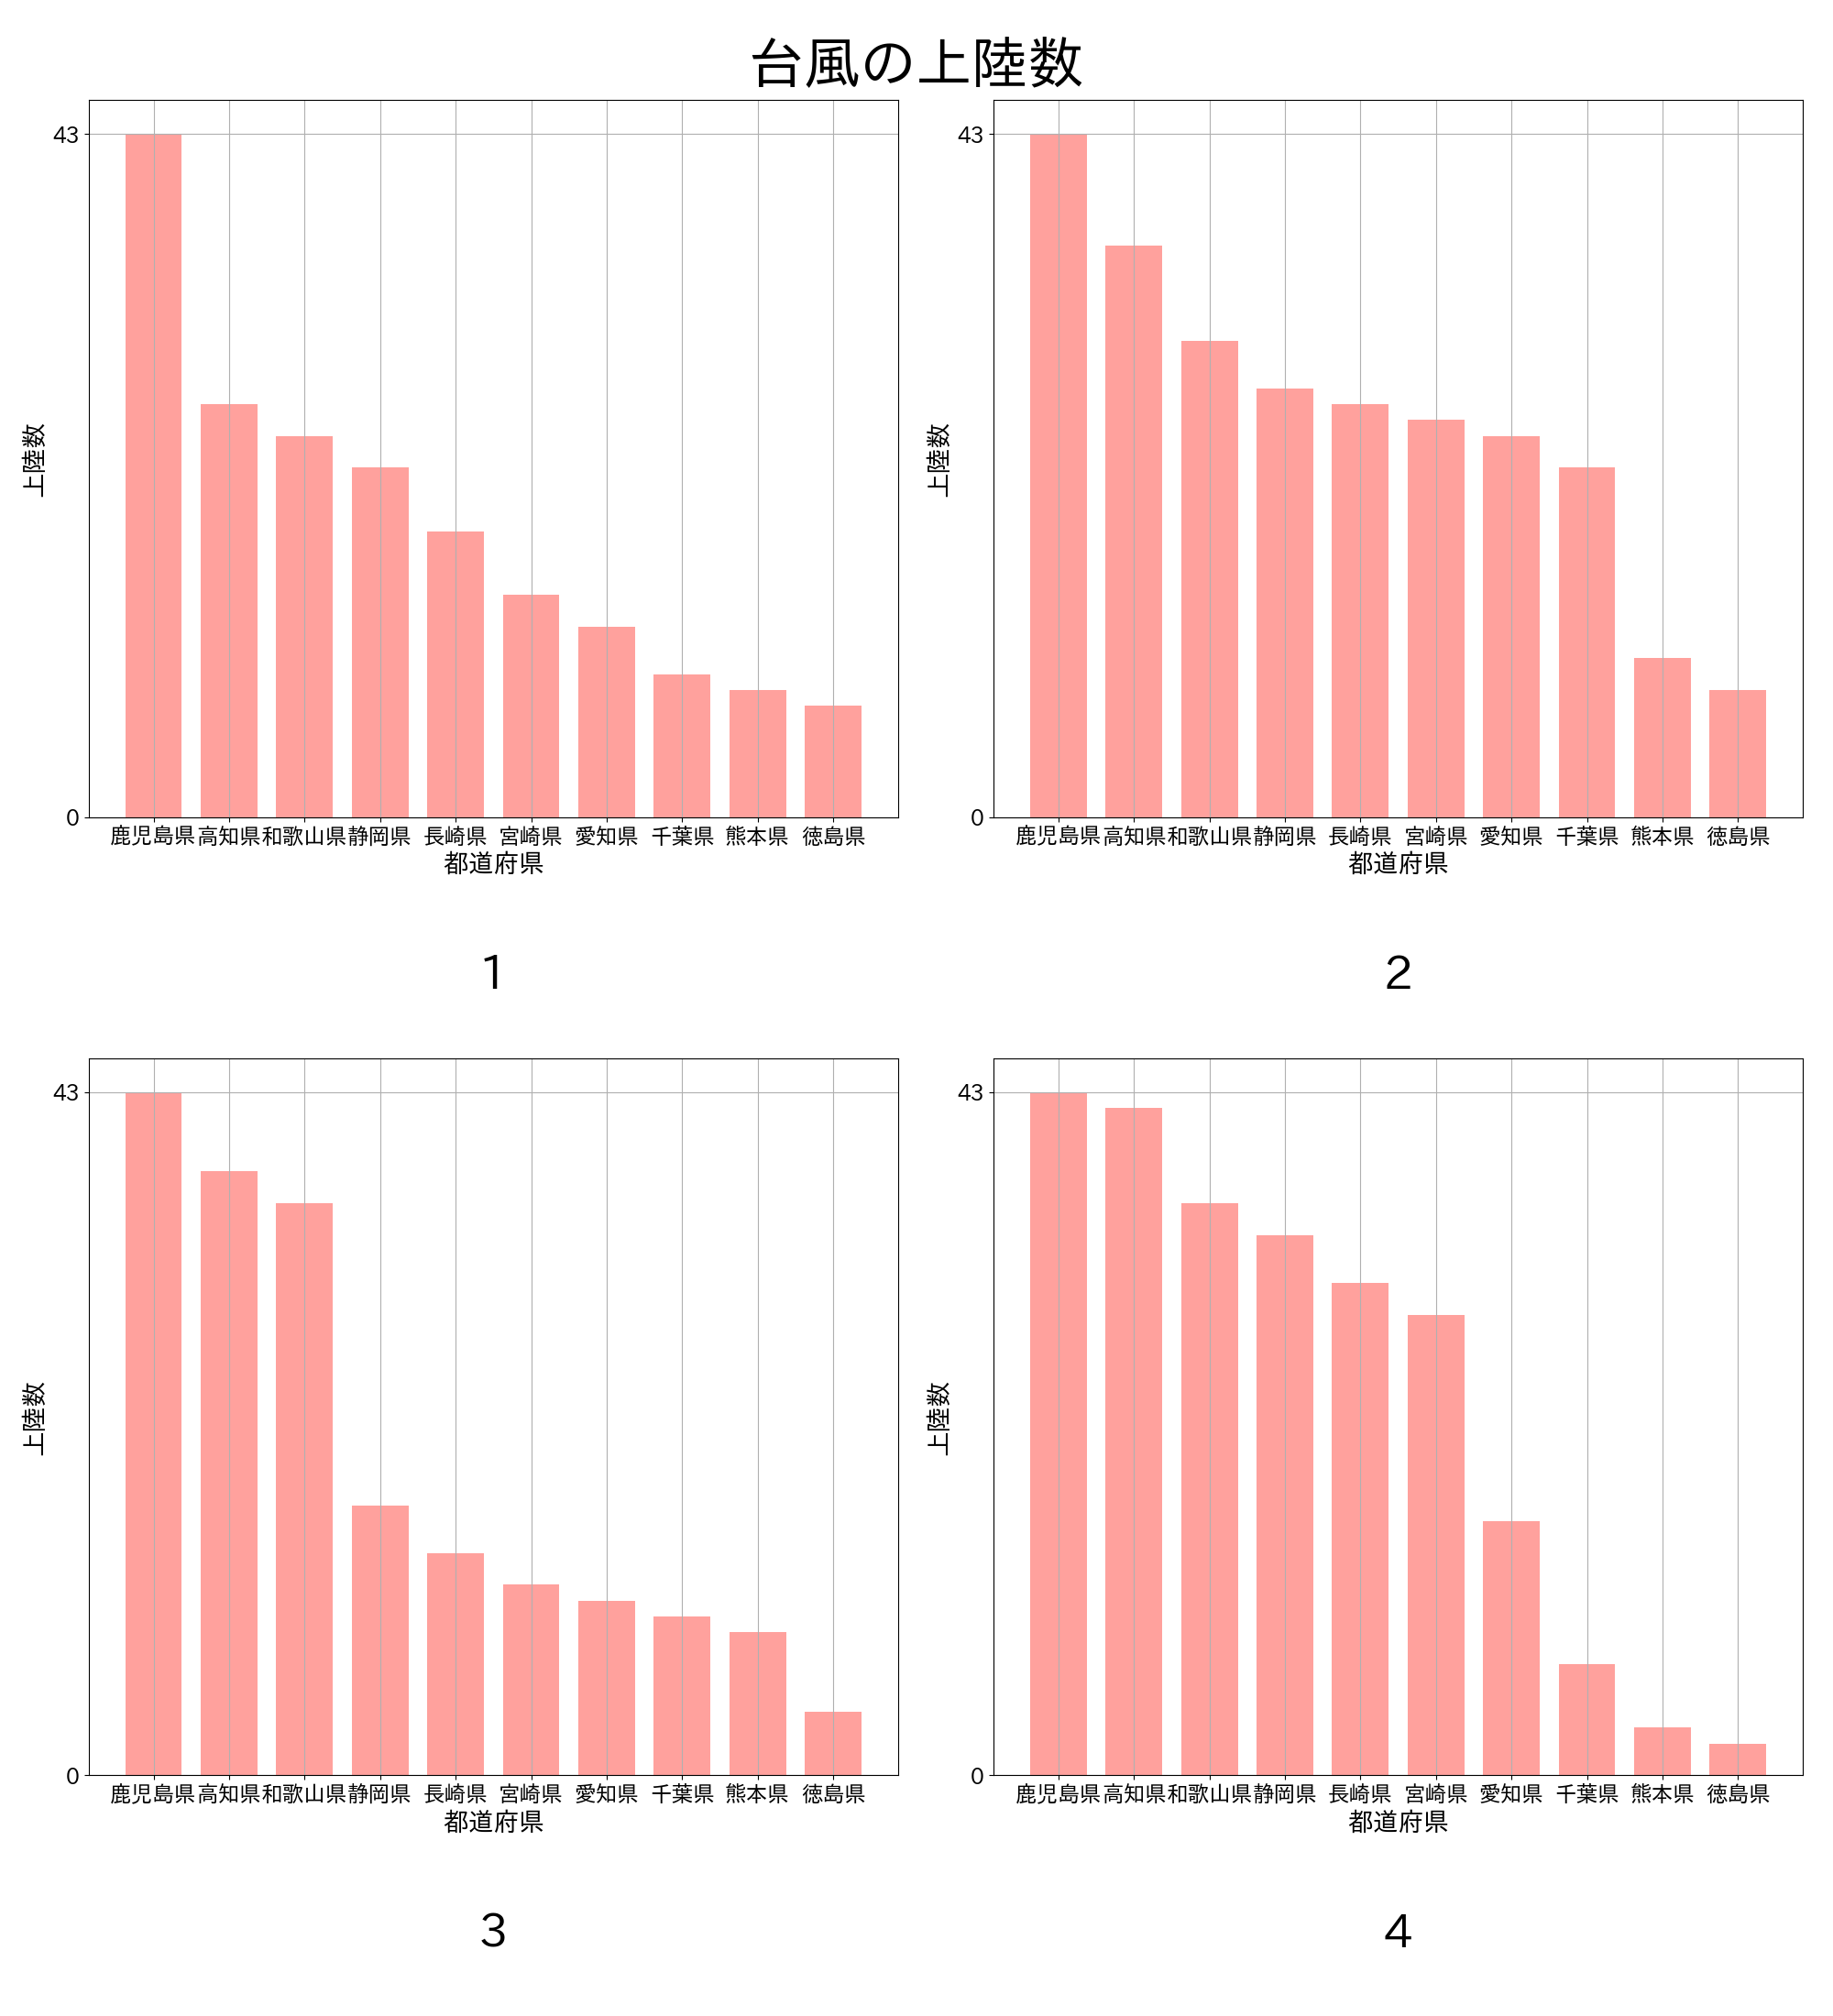 台風の上陸数
43
0
上陸数
鹿児島県 高知県 和歌山県 静岡県 長崎県 宮崎県 愛知県 千葉県 熊本県 徳島県
都道府県
1
43
0
上陸数
鹿児島県 高知県 和歌山県 静岡県 長崎県 宮崎県 愛知県 千葉県 熊本県 徳島県
都道府県
2
43
0
上陸数
鹿児島県 高知県 和歌山県 静岡県 長崎県 宮崎県 愛知県 千葉県 熊本県 徳島県
都道府県
3
43
0
上陸数
鹿児島県 高知県 和歌山県 静岡県 長崎県 宮崎県 愛知県 千葉県 熊本県 徳島県
都道府県
4